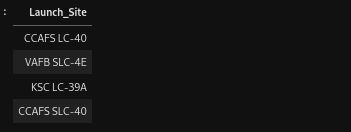 : Launch_Site
CCAFS LC-40
VAFB SLC-4E
KSC LC-39A
CCAFS SLC-40